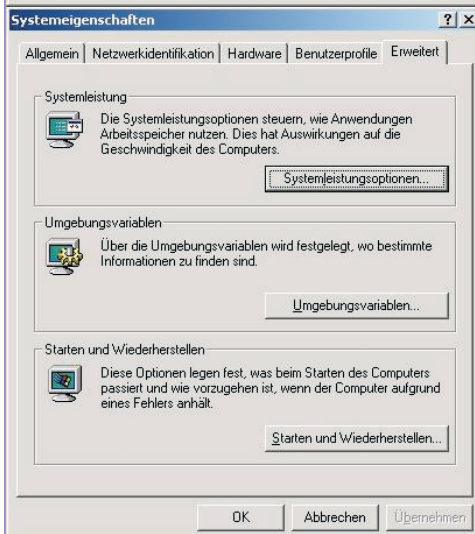 Systemeigenschaften
Allgemein Netzwerkidentifikation Hardware Benutzerprofile Erweitert
Systemleistung
Die Systemleistungsoptionen steuern, wie Anwendungen
Arbeitsspeicher nutzen. Dies hat Auswirkungen auf die
Geschwindigkeit des Computers.
Systemleistungsoptionen...
Umgebungsvariablen
Über die Umgebungsvariablen wird festgelegt, wo bestimmte
Informationen zu finden sind.
Umgebungsvariablen...
Starten und Wiederherstellen
Diese Optionen legen fest, was beim Starten des Computers
passiert und wie vorzugehen ist, wenn der Computer aufgrund
eines Fehlers anhält.
Starten und Wiederherstellen...
OK Abbrechen Übernehmen